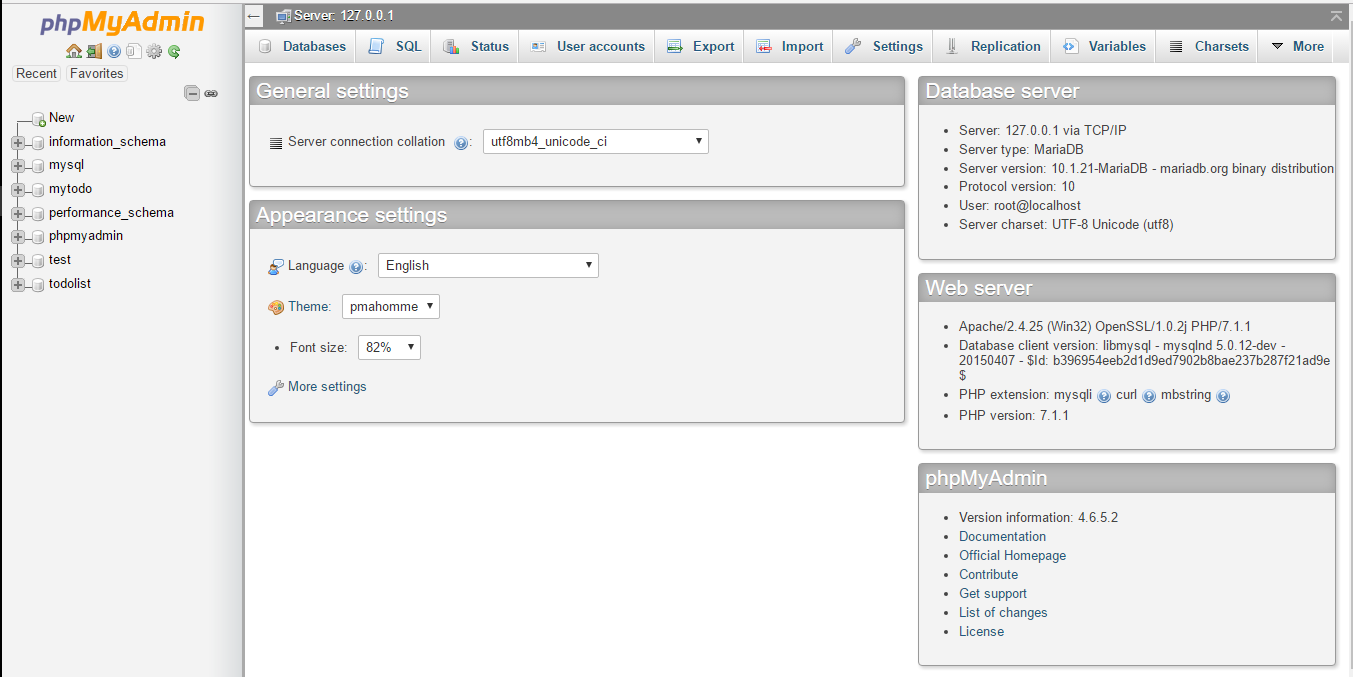 phpMyAdmin
Recent Favorites
New
information_schema
mysql
mytodo
performance_schema
phpmyadmin
test
todolist
Server: 127.0.0.1
Databases SQL Status User accounts Export Import Settings Replication Variables Charsets More
General settings
Server connection collation : utf8mb4_unicode_ci
Appearance settings
Language : English
Theme: pmahomme
Font size: 82%
More settings
Database server
Server: 127.0.0.1 via TCP/IP
Server type: MariaDB
Server version: 10.1.21-MariaDB - mariadb.org binary distribution
Protocol version: 10
User: root@localhost
Server charset: UTF-8 Unicode (utf8)
Web server
Apache/2.4.25 (Win32) OpenSSL/1.0.2j PHP/7.1.1
Database client version: libmysql - mysqlnd 5.0.12-dev -
20150407 - $Id: b396954eeb2d1d9ed7902b8bae237b287f21ad9e
$
PHP extension: mysqli curl mbstring
PHP version: 7.1.1
phpMyAdmin
Version information: 4.6.5.2
Documentation
Official Homepage
Contribute
Get support
List of changes
License